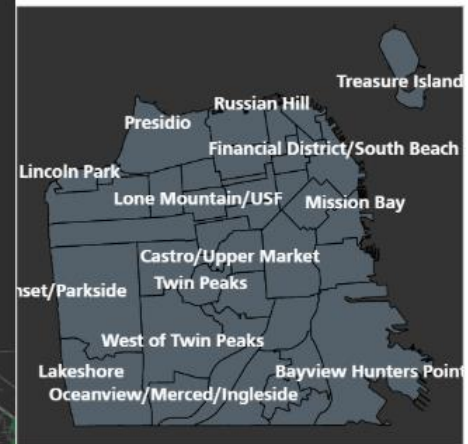 Treasure Island
Russian Hill
Presidio
Financial District/South Beach
Lincoln Park
Lone Mountain/USF
Mission Bay
Castro/Upper Market
Twin Peaks
nset/Parkside
West of Twin Peaks
Lakeshore
Bayview Hunters Point
Oceanview/Merced/Ingleside